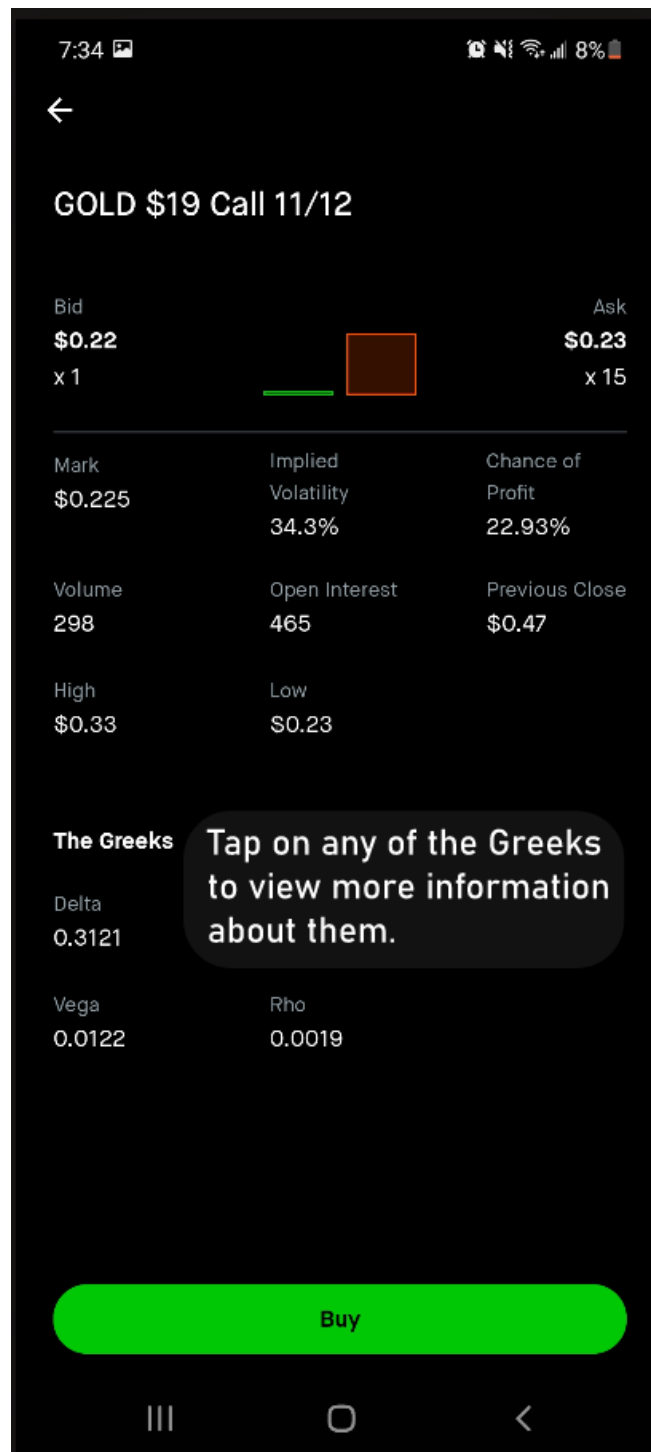 7:34 8%
GOLD $19 Call 11/12
Bid Ask
$0.22 $0.23
x 1 x 15
Mark Implied Volatility Chance of Profit
$0.225 34.3% 22.93%
Volume Open Interest Previous Close
298 465 $0.47
High Low
$0.33 $0.23
The Greeks
Tap on any of the Greeks
to view more information
about them.
Delta
0.3121
Vega Rho
0.0122 0.0019
Buy